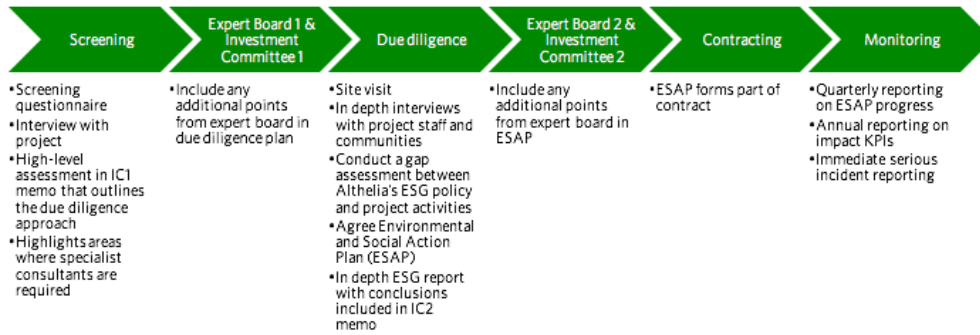 Screening
Expert Board 1 &
Investment
Committee 1
Due diligence
Expert Board 2 &
Investment
Committee 2
Contracting
Monitoring
•Screening
questionnaire
•Interview with
project
•High-level
assessment in IC1
memo that outlines
the due diligence
approach
•Highlights areas
where specialist
consultants are
required
•Include any
additional points
from expert board in
due diligence plan
•Site visit
•In depth interviews
with project staff and
communities
•Conduct a gap
assessment between
Althelia's ESG policy
and project activities
•Agree Environmental
and Social Action
Plan (ESAP)
•In depth ESG report
with conclusions
included in IC2
memo
•Include any
additional points
from expert board in
ESAP
•ESAP forms part of
contract
•Quarterly reporting
on ESAP progress
•Annual reporting on
impact KPIs
•Immediate serious
incident reporting